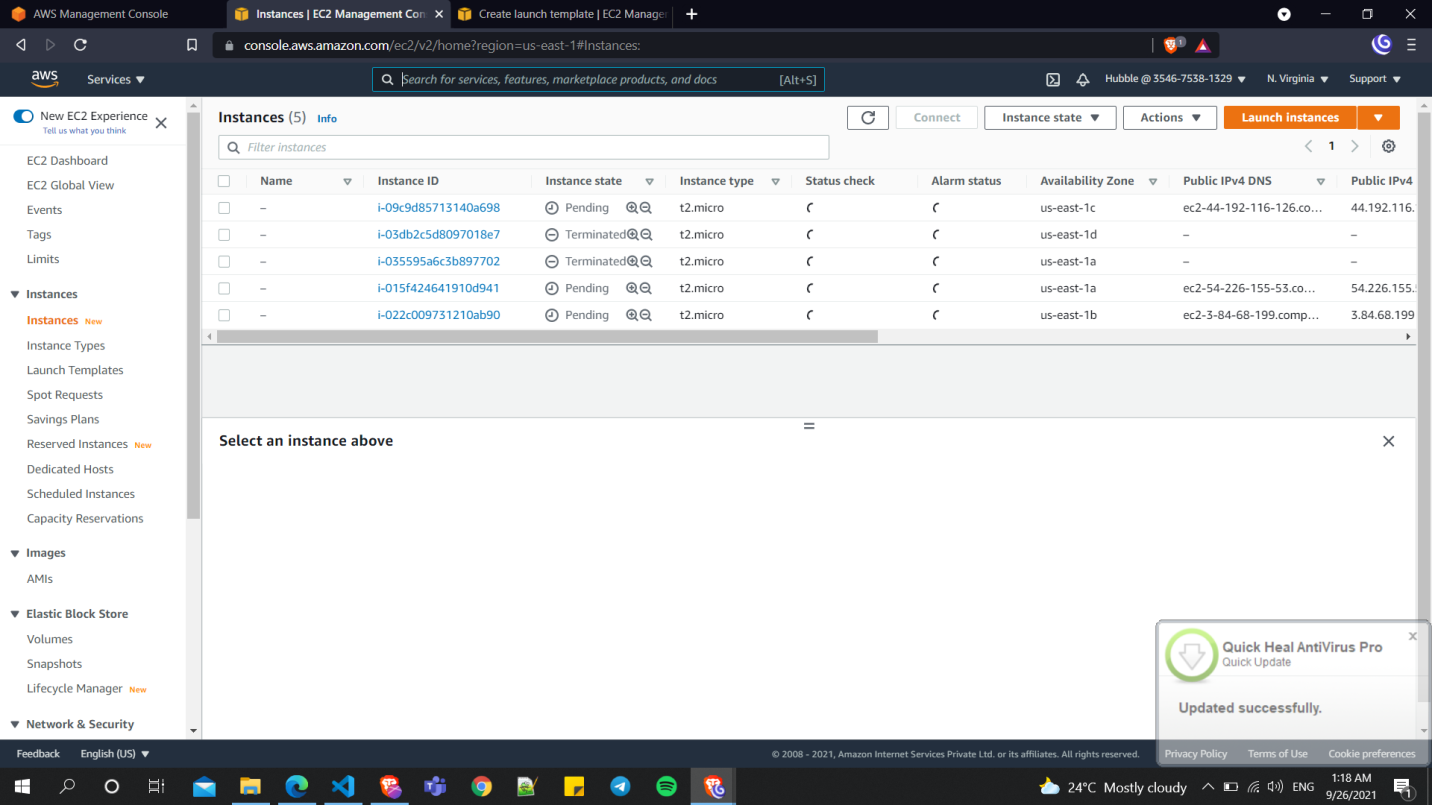 AWS Management Console
Instances | EC2 Management Con
Create launch template | EC2 Manage
console.aws.amazon.com/ec2/v2/home?region=us-east-1#Instances:
1
aws
Services
Search for services, features, marketplace products, and docs
[Alt+S]
Hubble @ 3546-7538-1329
N. Virginia
Support
New EC2 Experience
Tell us what you think
EC2 Dashboard
EC2 Global View
Events
Tags
Limits
Instances
Instances New
Instance Types
Launch Templates
Spot Requests
Savings Plans
Reserved Instances New
Dedicated Hosts
Scheduled Instances
Capacity Reservations
Images
AMIs
Elastic Block Store
Volumes
Snapshots
Lifecycle Manager New
Network & Security
Instances (5) Info
Connect
Instance state
Actions
Launch instances
Filter instances
1
Name Instance ID Instance state Instance type Status check Alarm status Availability Zone Public IPv4 DNS Public IPv4
– i-09c9d85713140a698 Pending t2.micro us-east-1c ec2-44-192-116-126.co... 44.192.116.
– i-03db2c5d8097018e7 Terminated t2.micro us-east-1d – –
– i-035595a6c3b897702 Terminated t2.micro us-east-1a – –
– i-015f424641910d941 Pending t2.micro us-east-1a ec2-54-226-155-53.co... 54.226.155.
– i-022c009731210ab90 Pending t2.micro us-east-1b ec2-3-84-68-199.comp... 3.84.68.199
Select an instance above
Quick Heal AntiVirus Pro
Quick Update
Updated successfully.
Feedback
English (US)
© 2008 - 2021, Amazon Internet Services Private Ltd. or its affiliates. All rights reserved.
Privacy Policy
Terms of Use
Cookie preferences
24°C Mostly cloudy
ENG
1:18 AM
9/26/2021
1